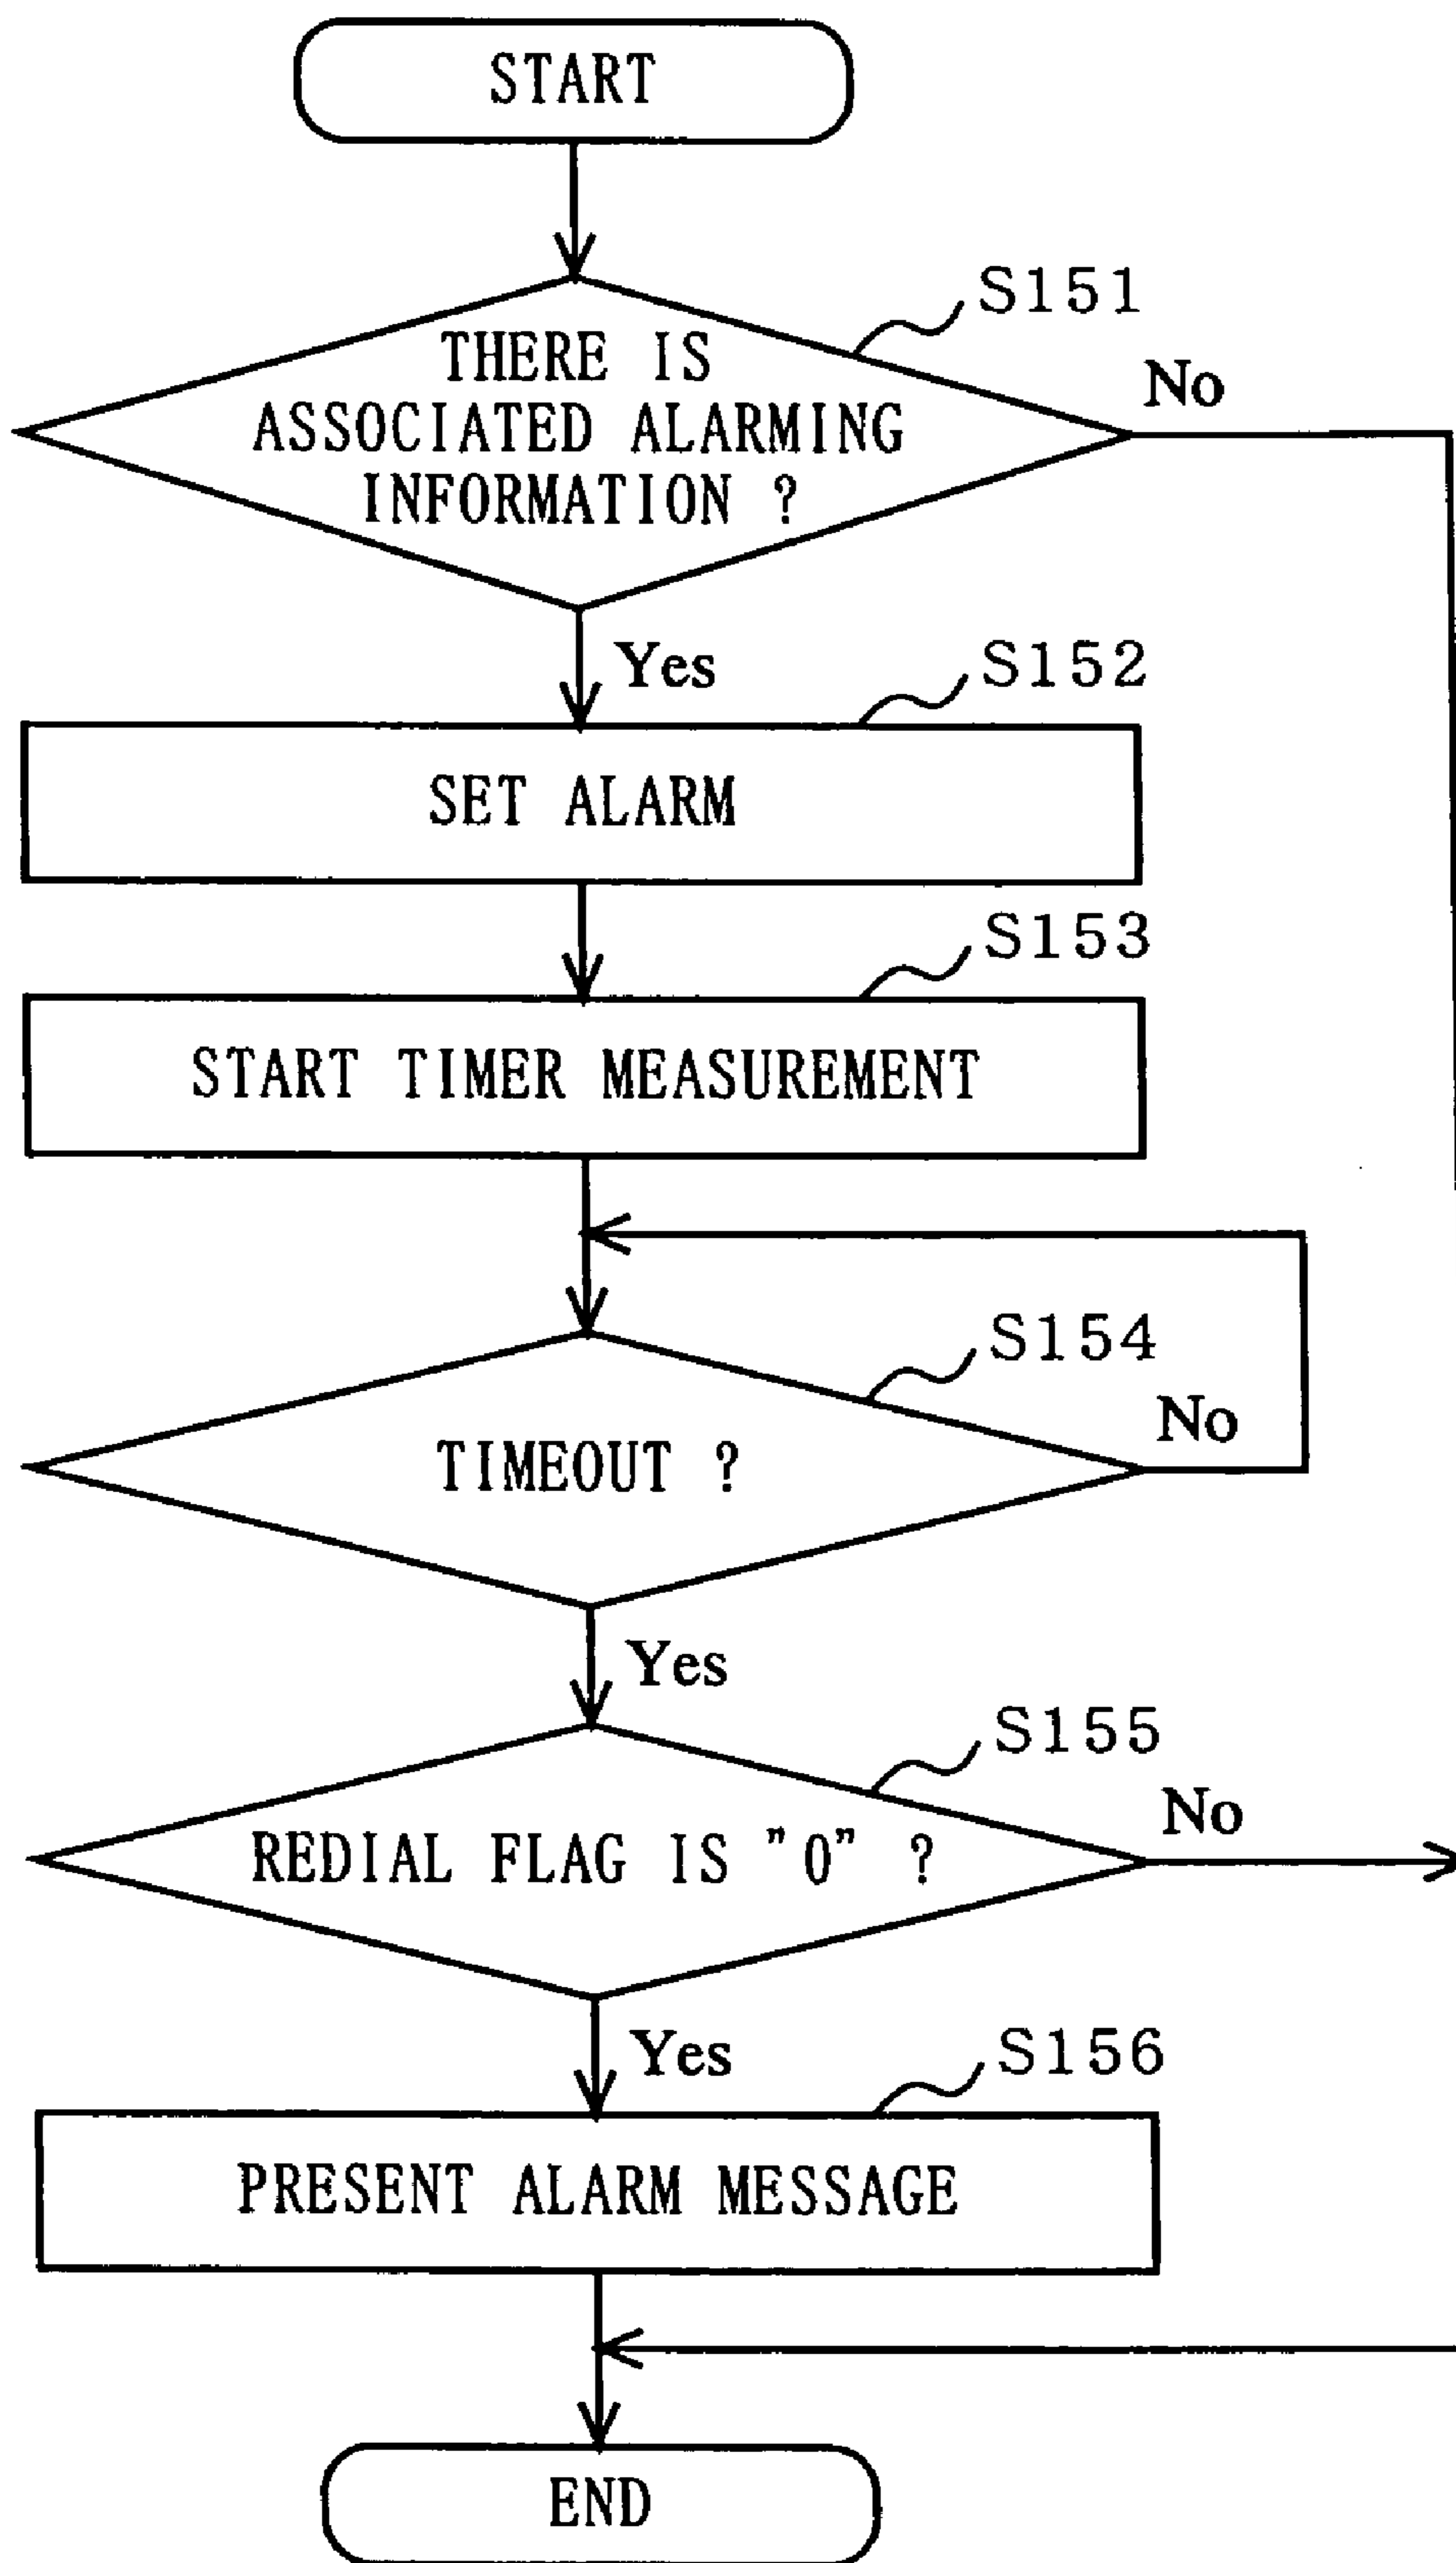 START
S151
THERE IS
No
ASSOCIATED ALARMING
INFORMATION ?
Yes
S152
SET ALARM
S153
START TIMER MEASUREMENT
S154
No
TIMEOUT ?
Yes
S155
No
REDIAL FLAG IS "0" ?
Yes
S156
PRESENT ALARM MESSAGE
END